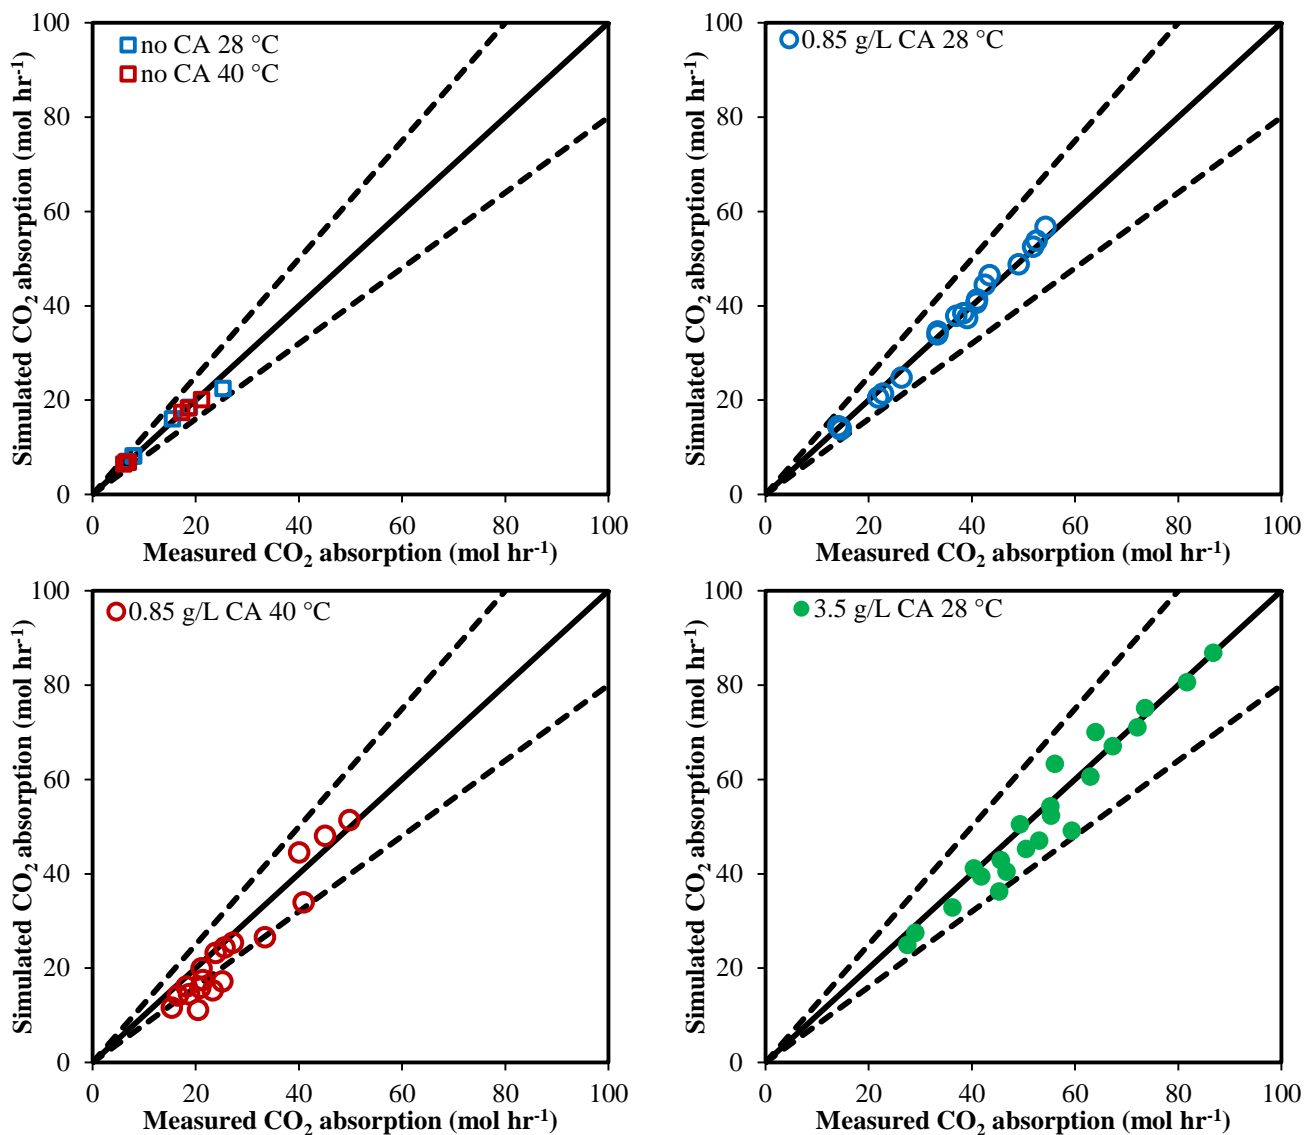 Simulated CO₂ absorption (mol hr⁻¹)
100
80
60
40
20
0
no CA 28 °C
no CA 40 °C
0 20 40 60 80 100
Measured CO₂ absorption (mol hr⁻¹)
Simulated CO₂ absorption (mol hr⁻¹)
100
80
60
40
20
0
0.85 g/L CA 28 °C
0 20 40 60 80 100
Measured CO₂ absorption (mol hr⁻¹)
Simulated CO₂ absorption (mol hr⁻¹)
100
80
60
40
20
0
0.85 g/L CA 40 °C
0 20 40 60 80 100
Measured CO₂ absorption (mol hr⁻¹)
Simulated CO₂ absorption (mol hr⁻¹)
100
80
60
40
20
0
3.5 g/L CA 28 °C
0 20 40 60 80 100
Measured CO₂ absorption (mol hr⁻¹)